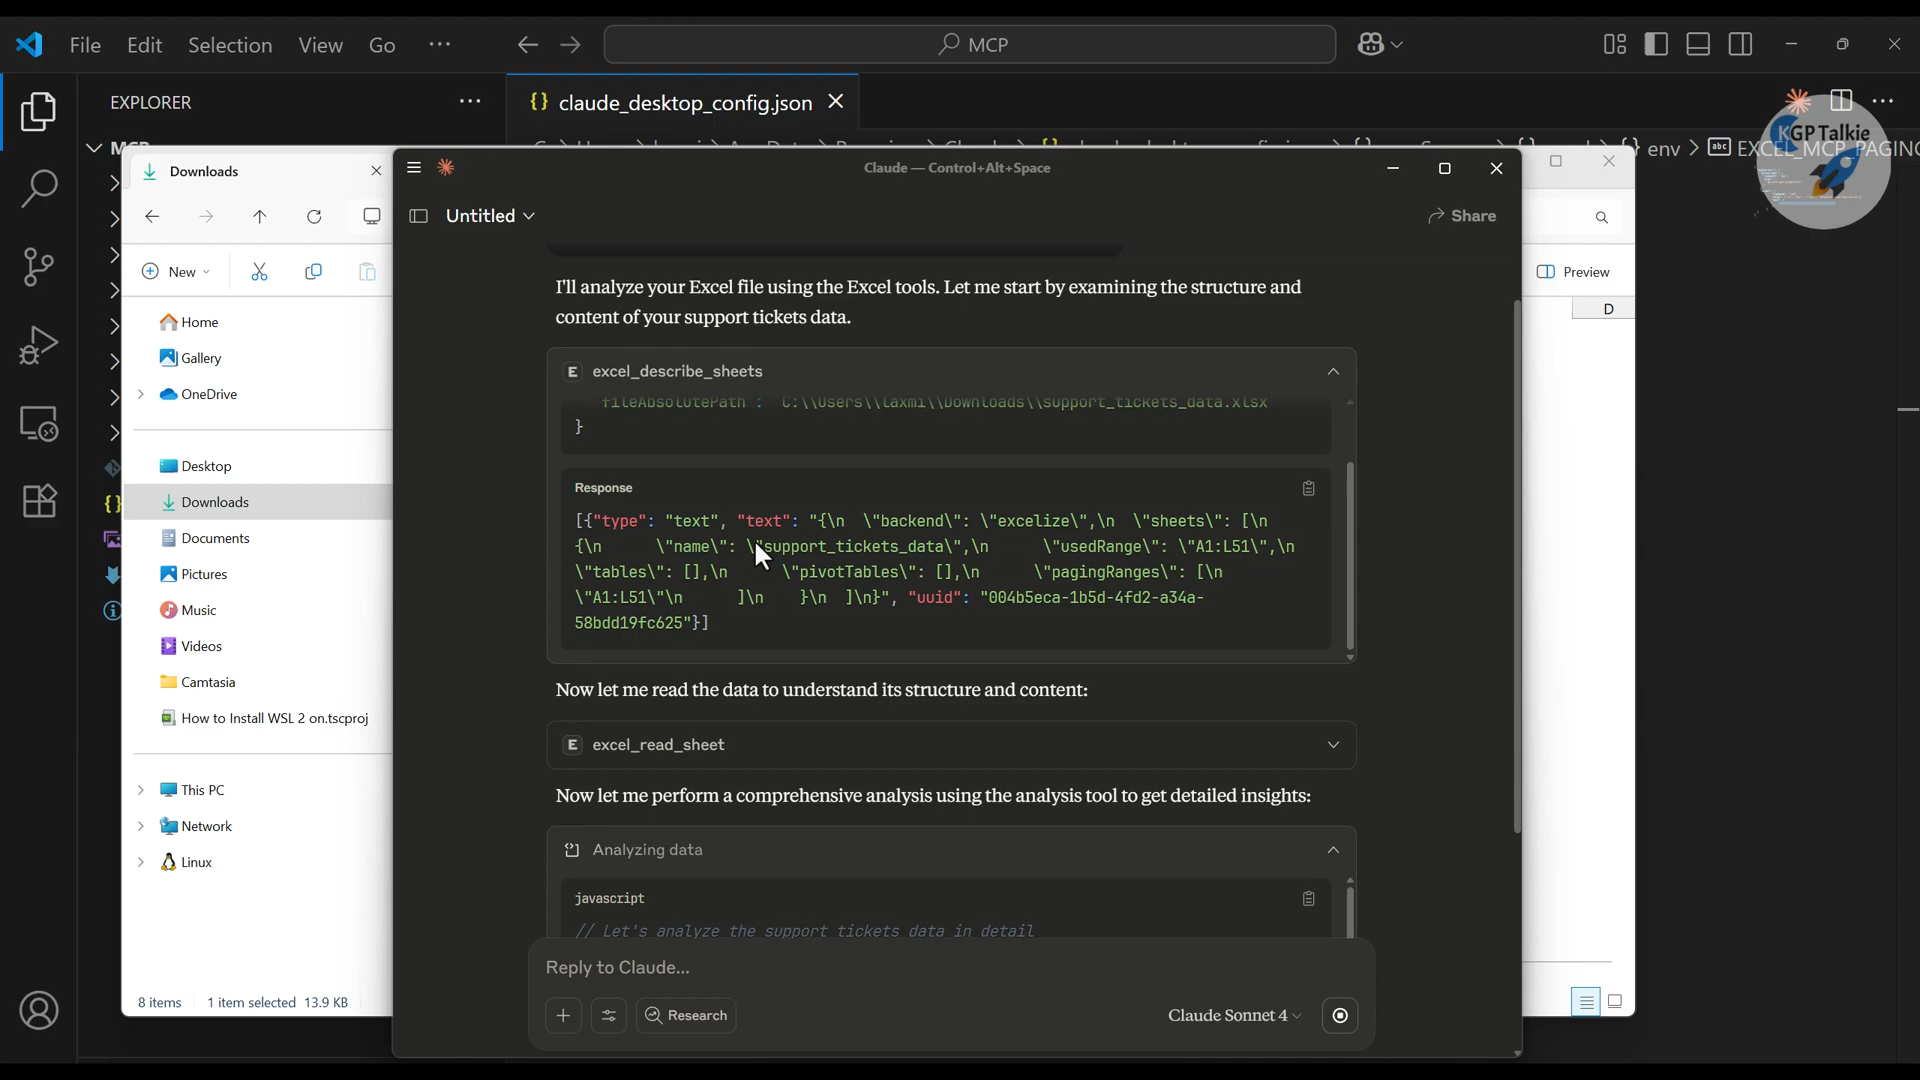 File Edit Selection View Go ···
MCP
EXPLORER
{} claude_desktop_config.json
KGP Talkie
env > EXCEL_MCP_PAGING
Downloads
Claude — Control+Alt+Space
Untitled
Share
New
Preview
D
Home
Gallery
OneDrive
Desktop
Downloads
Documents
Pictures
Music
Videos
Camtasia
How to Install WSL 2 on.tscproj
This PC
Network
Linux
8 items 1 item selected 13.9 KB
I'll analyze your Excel file using the Excel tools. Let me start by examining the structure and
content of your support tickets data.
E excel_describe_sheets
fileAbsolutePath : C:\\Users\\laxmi\\Downloads\\support_tickets_data.xlsx
}
Response
[{"type": "text", "text": "{\n \"backend\": \"excelize\",\n \"sheets\": [\n
{\n \"name\": \"support_tickets_data\",\n \"usedRange\": \"A1:L51\",\n
\"tables\": [],\n \"pivotTables\": [],\n \"pagingRanges\": [\n
\"A1:L51\"\n ]\n }\n ]\n}", "uuid": "004b5eca-1b5d-4fd2-a34a-
58bdd19fc625"}]
Now let me read the data to understand its structure and content:
E excel_read_sheet
Now let me perform a comprehensive analysis using the analysis tool to get detailed insights:
Analyzing data
javascript
// Let's analyze the support tickets data in detail
Reply to Claude...
Research
Claude Sonnet 4